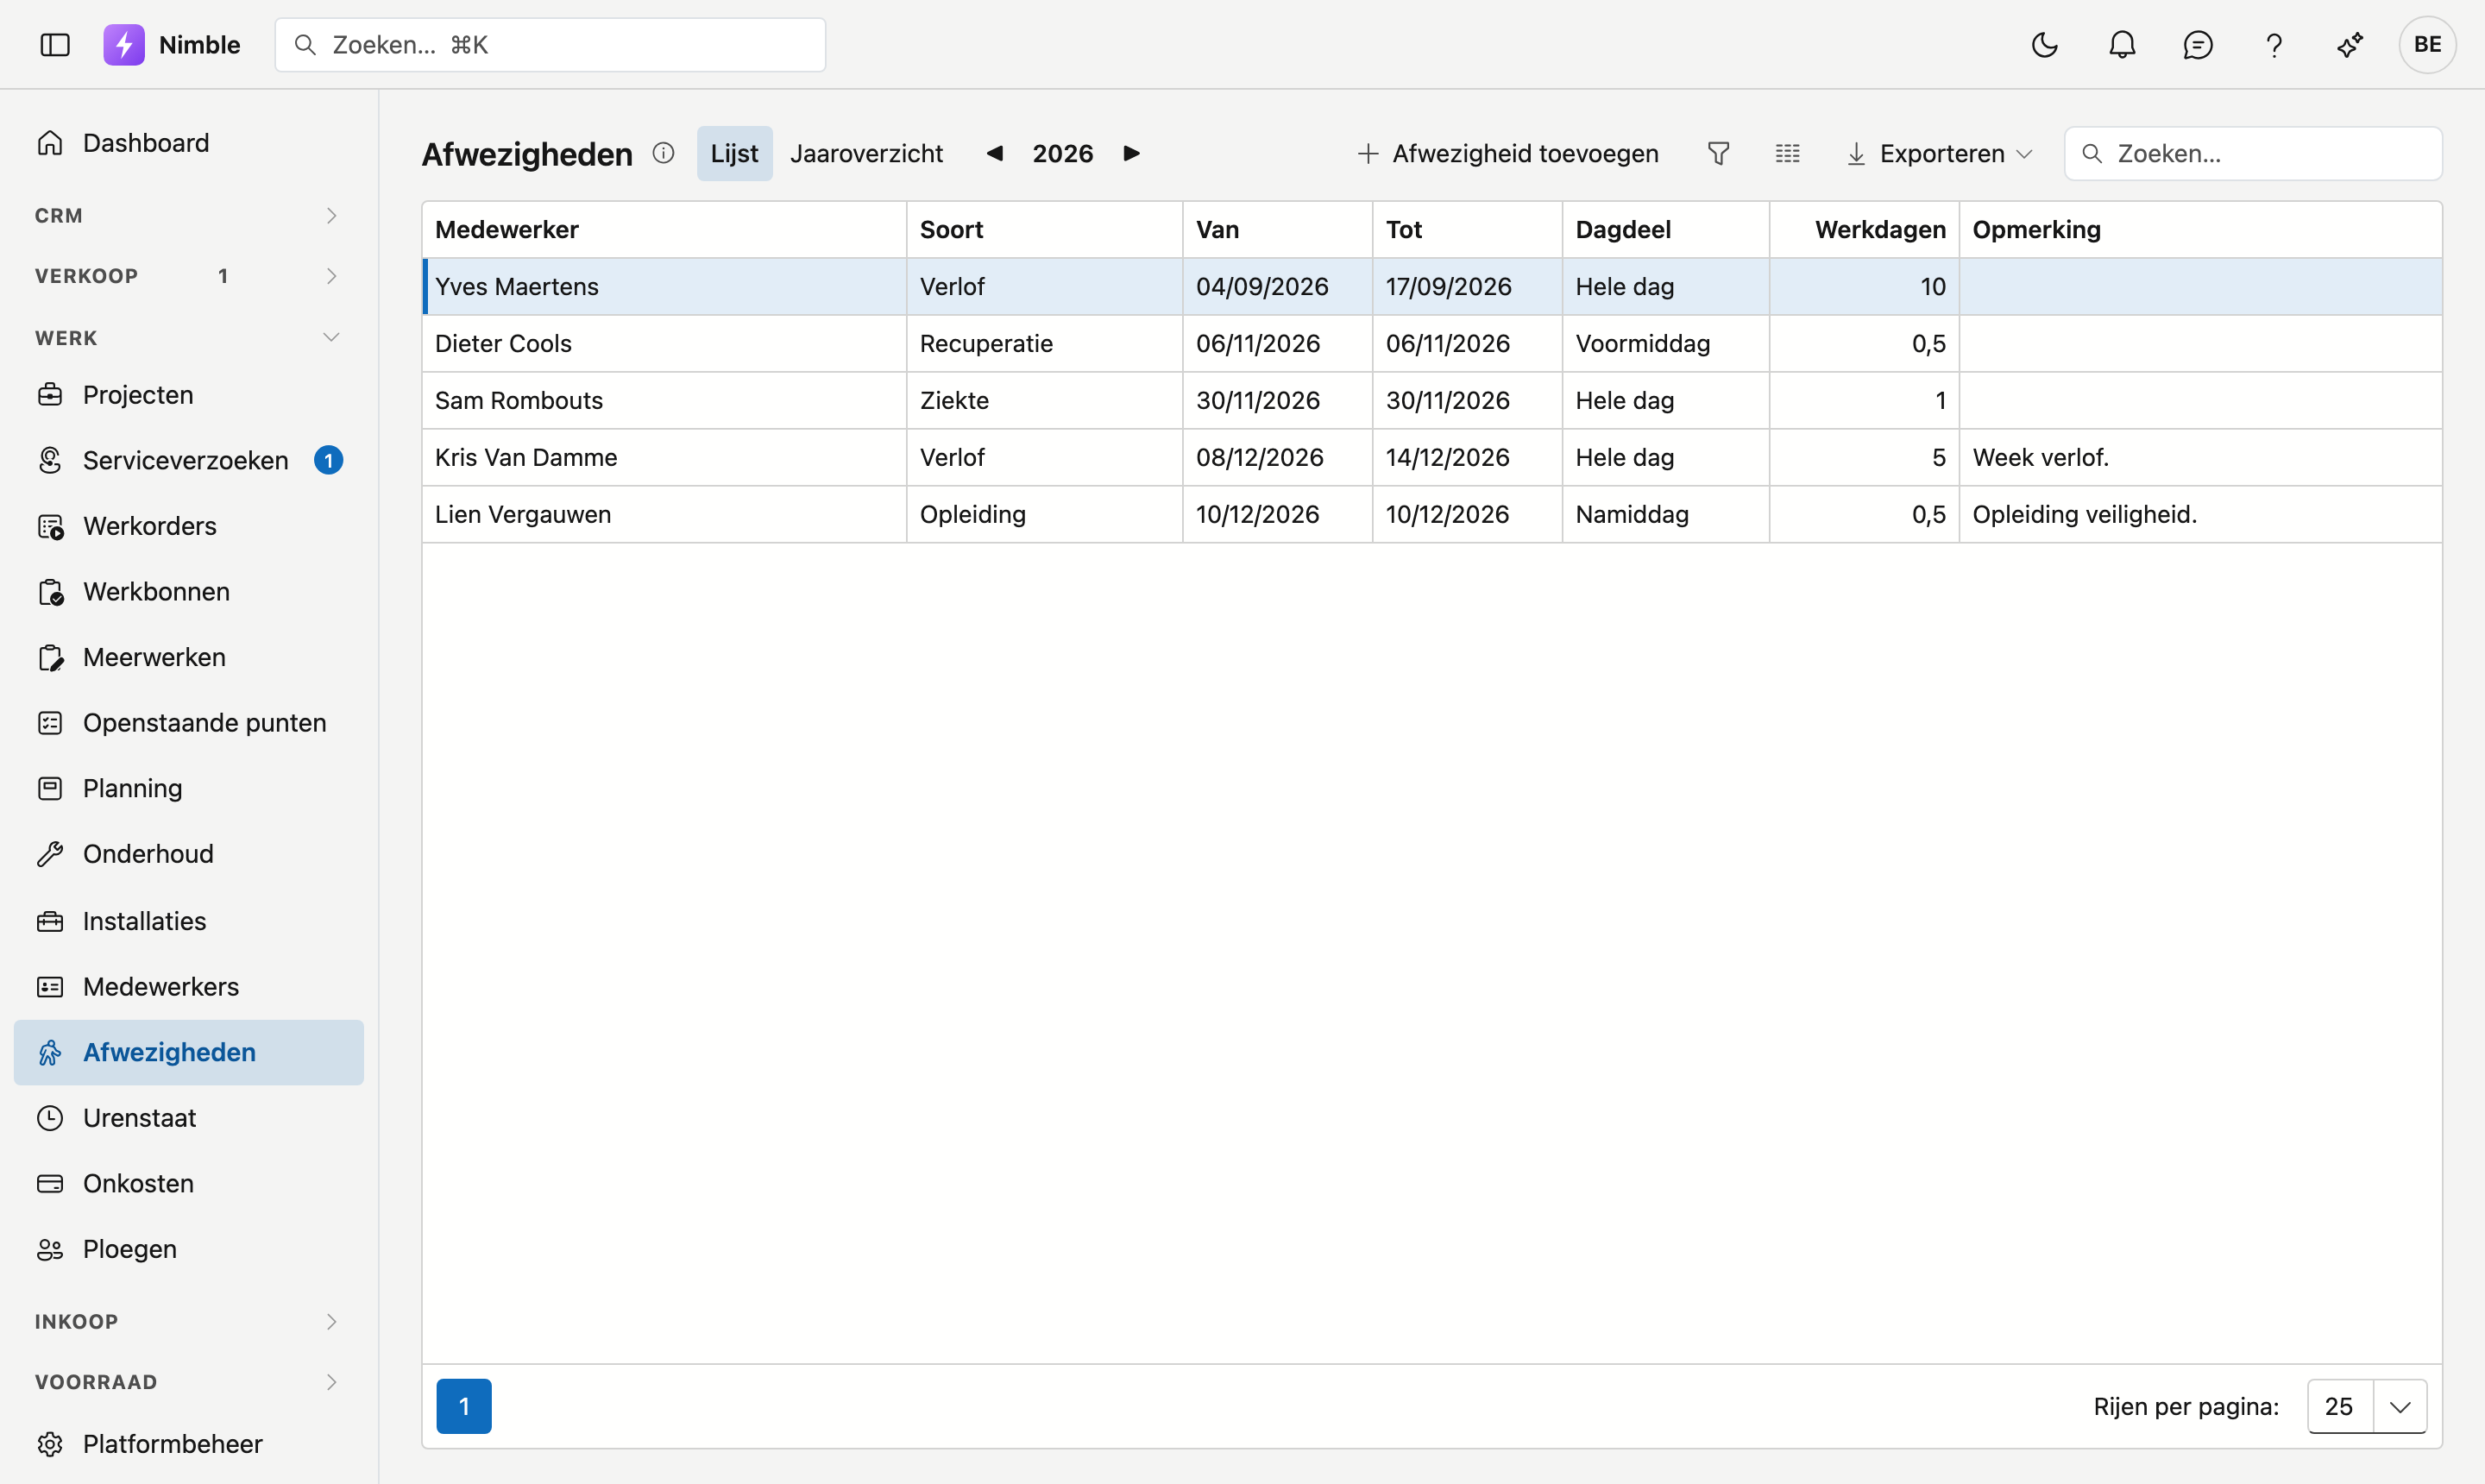 Nimble
Zoeken... ⌘K
BE
Dashboard
CRM
VERKOOP 1
WERK
Projecten
Serviceverzoeken 1
Werkorders
Werkbonnen
Meerwerken
Openstaande punten
Planning
Onderhoud
Installaties
Medewerkers
Afwezigheden
Urenstaat
Onkosten
Ploegen
INKOOP
VOORRAAD
Platformbeheer
Afwezigheden Lijst Jaaroverzicht 2026 Afwezigheid toevoegen Exporteren Zoeken...
Medewerker Soort Van Tot Dagdeel Werkdagen Opmerking
Yves Maertens Verlof 04/09/2026 17/09/2026 Hele dag 10
Dieter Cools Recuperatie 06/11/2026 06/11/2026 Voormiddag 0,5
Sam Rombouts Ziekte 30/11/2026 30/11/2026 Hele dag 1
Kris Van Damme Verlof 08/12/2026 14/12/2026 Hele dag 5 Week verlof.
Lien Vergauwen Opleiding 10/12/2026 10/12/2026 Namiddag 0,5 Opleiding veiligheid.
1 Rijen per pagina: 25